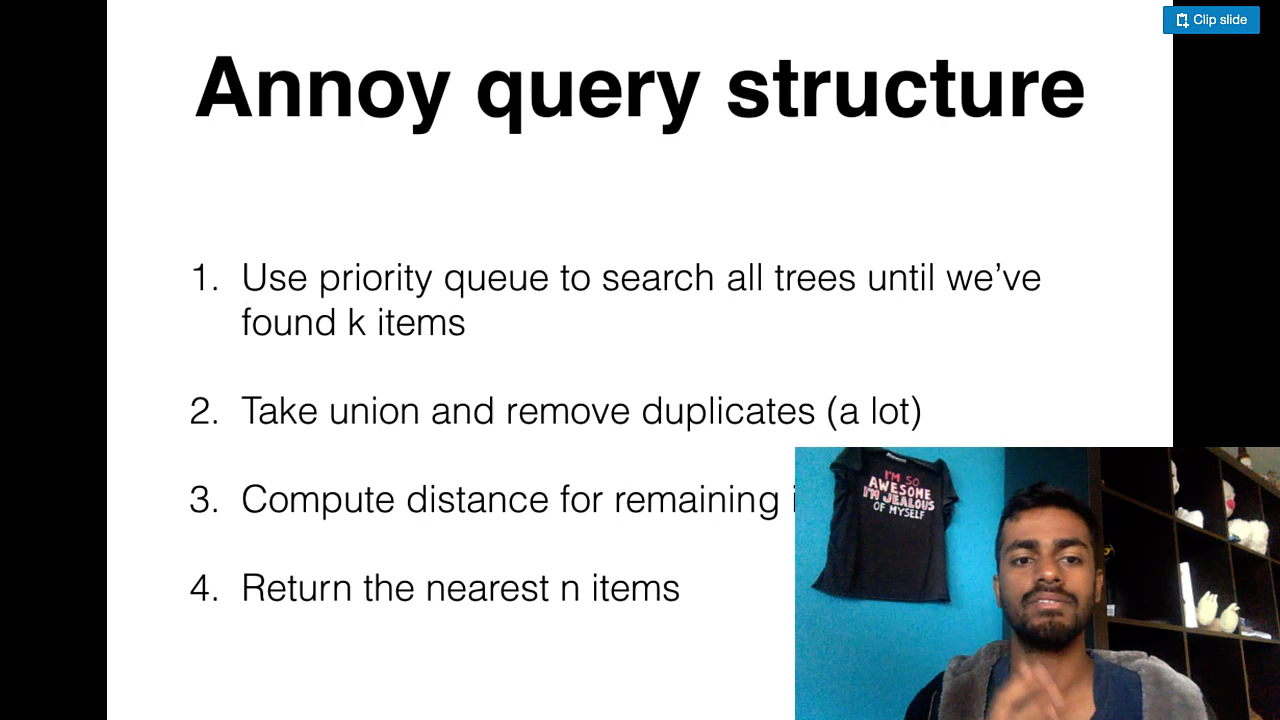 Clip slide
Annoy query structure
1. Use priority queue to search all trees until we've
found k items
2. Take union and remove duplicates (a lot)
3. Compute distance for remaining
4. Return the nearest n items
I'M SO
AWESOME
I'M JEALOUS
OF MYSELF